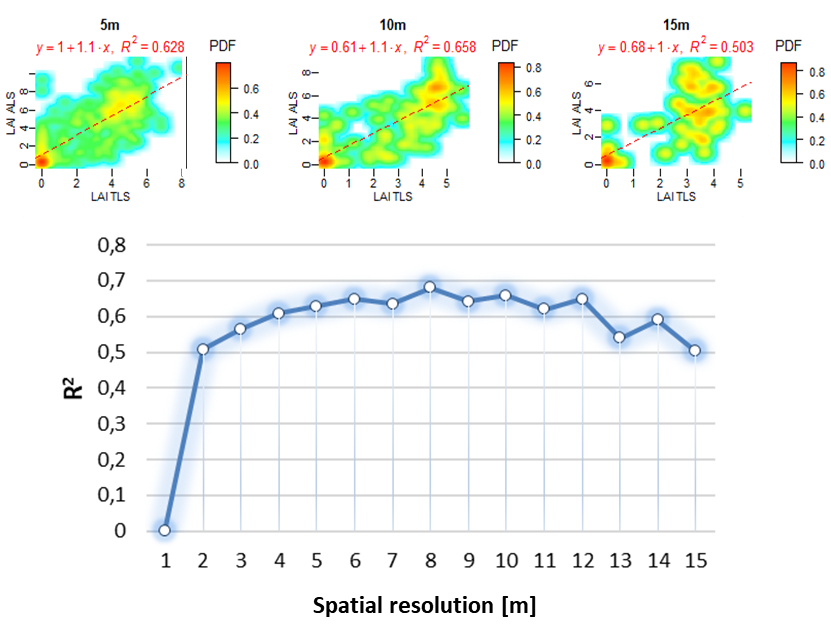 5m
y = 1 + 1.1·x, R² = 0.628
PDF
0.6
0.4
0.2
0.0
LAI ALS
8
6
4
2
0
0 2 4 6 8
LAI TLS
10m
y = 0.61 + 1.1·x, R² = 0.658
PDF
0.8
0.6
0.4
0.2
0.0
LAI ALS
8
6
4
2
0
0 1 2 3 4 5
LAI TLS
15m
y = 0.68 + 1·x, R² = 0.503
PDF
0.8
0.6
0.4
0.2
0.0
LAI ALS
6
4
2
0
0 1 2 3 4 5
LAI TLS
R²
0,8
0,7
0,6
0,5
0,4
0,3
0,2
0,1
0
1 2 3 4 5 6 7 8 9 10 11 12 13 14 15
Spatial resolution [m]